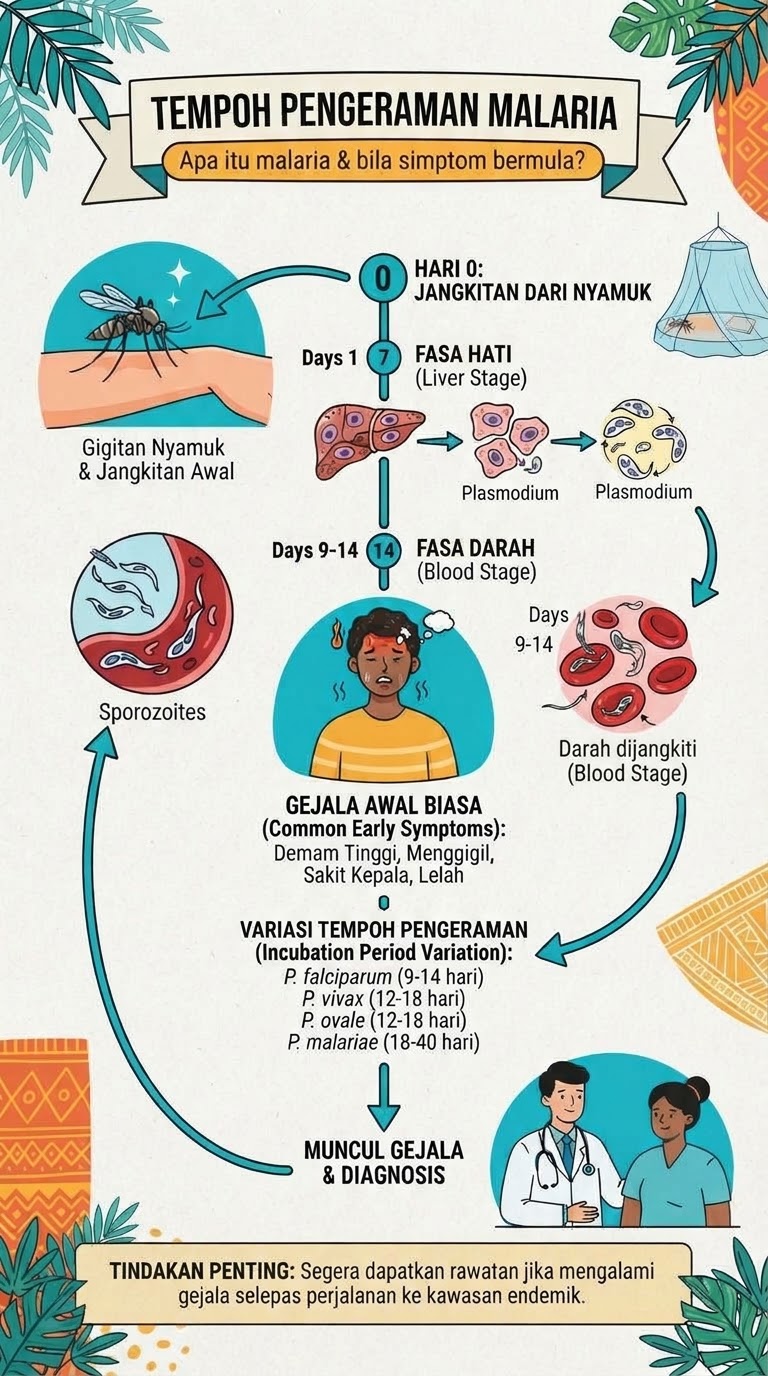 TEMPOH PENGERAMAN MALARIA
Apa itu malaria & bila simptom bermula?
0
HARI 0:
JANGKITAN DARI NYAMUK
Gigitan Nyamuk
& Jangkitan Awal
Days 1
7
FASA HATI
(Liver Stage)
Plasmodium
Plasmodium
Days 9-14
14
FASA DARAH
(Blood Stage)
Sporozoites
Days
9-14
Darah dijangkiti
(Blood Stage)
GEJALA AWAL BIASA
(Common Early Symptoms):
Demam Tinggi, Menggigil,
Sakit Kepala, Lelah
VARIASI TEMPOH PENGERAMAN
(Incubation Period Variation):
P. falciparum (9-14 hari)
P. vivax (12-18 hari)
P. ovale (12-18 hari)
P. malariae (18-40 hari)
MUNCUL GEJALA
& DIAGNOSIS
TINDAKAN PENTING: Segera dapatkan rawatan jika mengalami
gejala selepas perjalanan ke kawasan endemik.